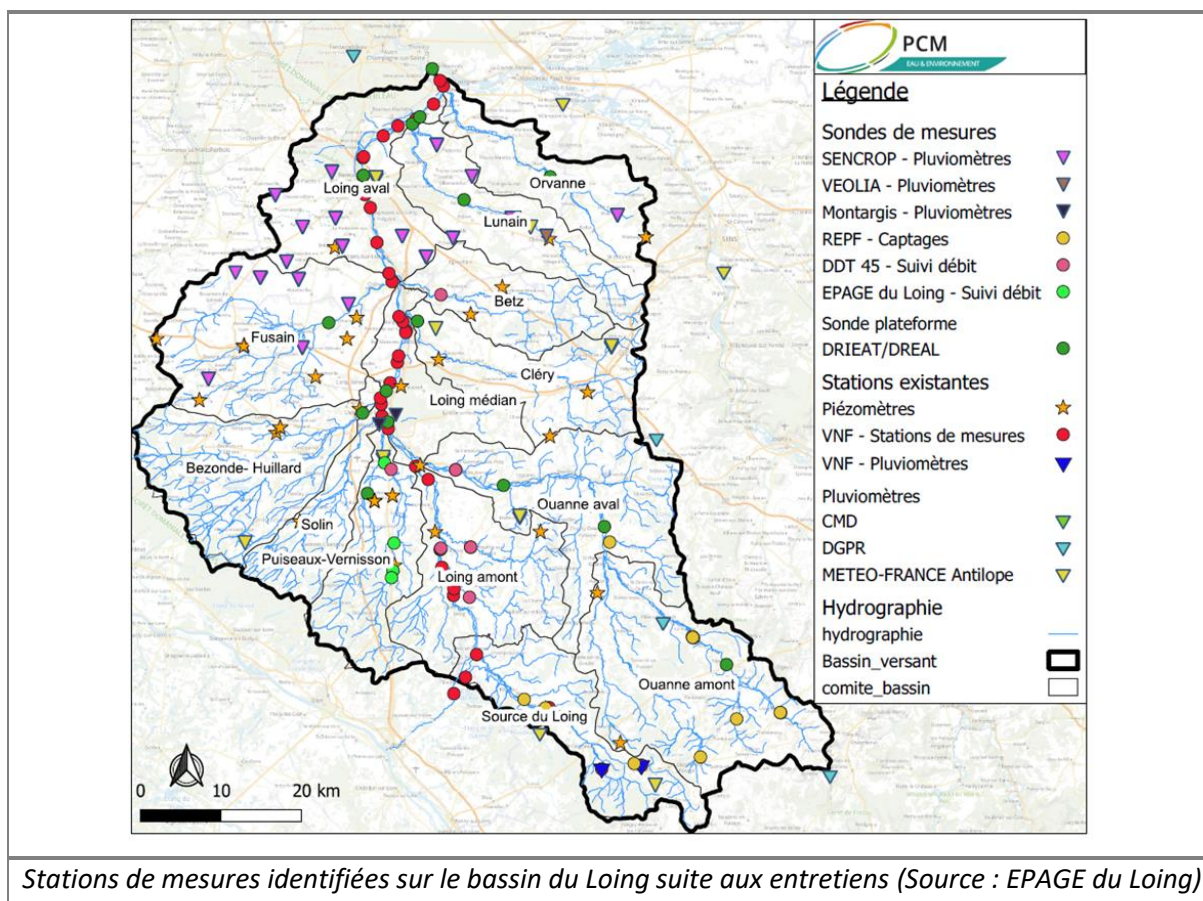 PCM
EAU & ENVIRONNEMENT
Légende
Sondes de mesures
SENCROP - Pluviomètres
VEOLIA - Pluviomètres
Montargis - Pluviomètres
REPF - Captages
DDT 45 - Suivi débit
EPAGE du Loing - Suivi débit
Sonde plateforme
DRIEAT/DREAL
Stations existantes
Piézomètres
VNF - Stations de mesures
VNF - Pluviomètres
Pluviomètres
CMD
DGPR
METEO-FRANCE Antilope
Hydrographie
hydrographie
Bassin_versant
comite_bassin
Orvanne
Loing aval
Lunain
Betz
Fusain
Cléry
Loing médian
Bezonde- Huillard
Ouanne aval
Solin
Puiseaux-Vernisson
Loing amont
Ouanne amont
Source du Loing
0 10 20 km
Stations de mesures identifiées sur le bassin du Loing suite aux entretiens (Source : EPAGE du Loing)